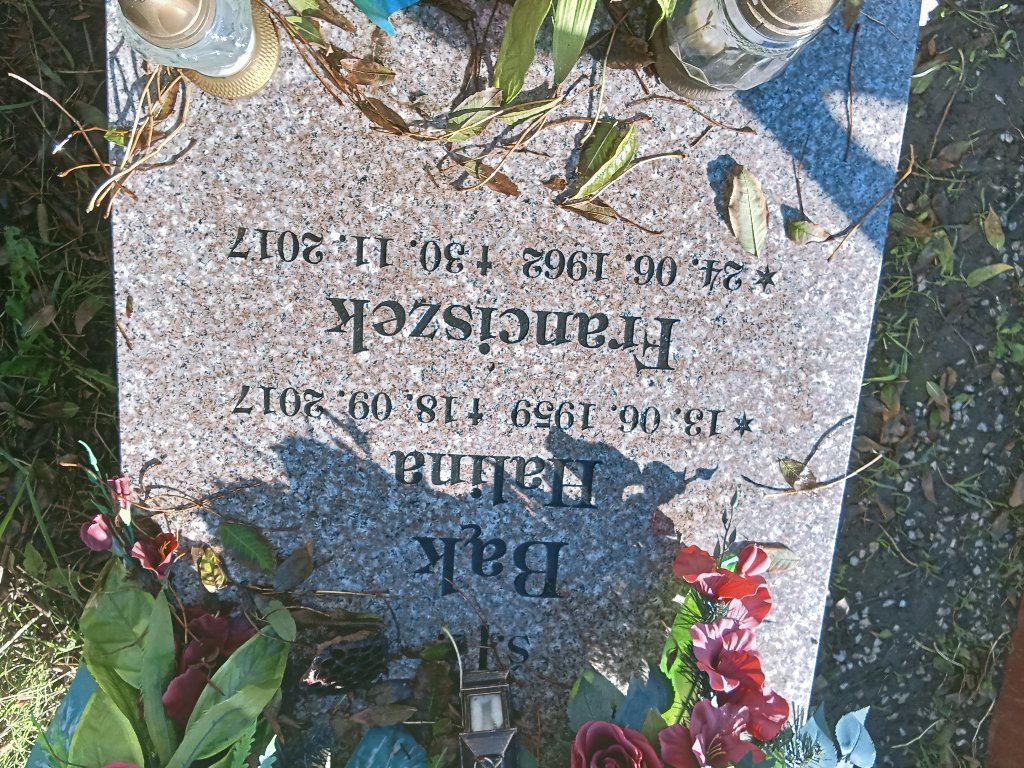 Bąk
Halina
✶13. 06. 1959 ✝18. 09. 2017
Franciszek
✶24. 06. 1962 ✝30. 11. 2017